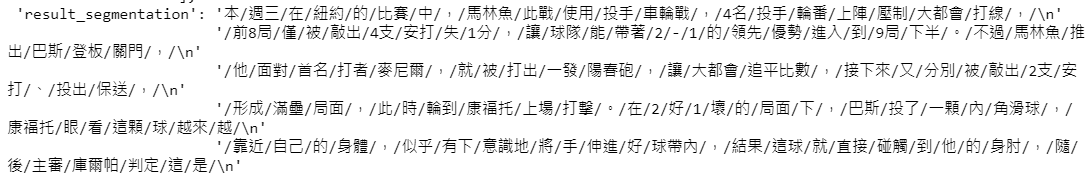 'result_segmentation': '本/週三/在/紐約/的/比賽/中/，/馬林魚/此戰/使用/投手/車輪戰/，/4名/投手/輪番/上陣/壓制/大都會/打線/，/\n'
'/前8局/僅/被/敲出/4支/安打/失/1分/，/讓/球隊/能/帶著/2/-/1/的/領先/優勢/進入/到/9局/下半/。/不過/馬林魚/推
出/巴斯/登板/關門/，/\n'
'/他/面對/首名/打者/麥尼爾/，/就/被/打出/一發/陽春砲/，/讓/大都會/追平比數/，/接下來/又/分別/被/敲出/2支/安
打/、/投出/保送/，/\n'
'/形成/滿壘/局面/，/此/時/輪到/康福托/上場/打擊/。/在/2/好/1/壞/的/局面/下/，/巴斯/投了/一顆/內/角滑球/，/
康福托/眼/看/這顆/球/越來/越/\n'
'/靠近/自己/的/身體/，/似乎/有下/意識地/將/手/伸進/好/球帶內/，/結果/這球/就/直接/碰觸/到/他/的/身肘/，/隨
後/主審/庫爾帕/判定/這/是/\n'